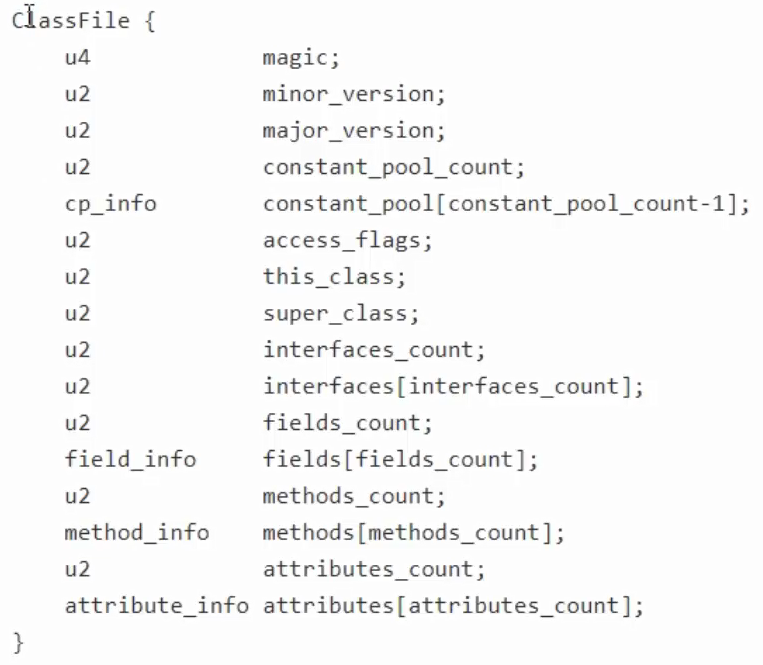 ClassFile {
    u4             magic;
    u2             minor_version;
    u2             major_version;
    u2             constant_pool_count;
    cp_info        constant_pool[constant_pool_count-1];
    u2             access_flags;
    u2             this_class;
    u2             super_class;
    u2             interfaces_count;
    u2             interfaces[interfaces_count];
    u2             fields_count;
    field_info     fields[fields_count];
    u2             methods_count;
    method_info    methods[methods_count];
    u2             attributes_count;
    attribute_info attributes[attributes_count];
}